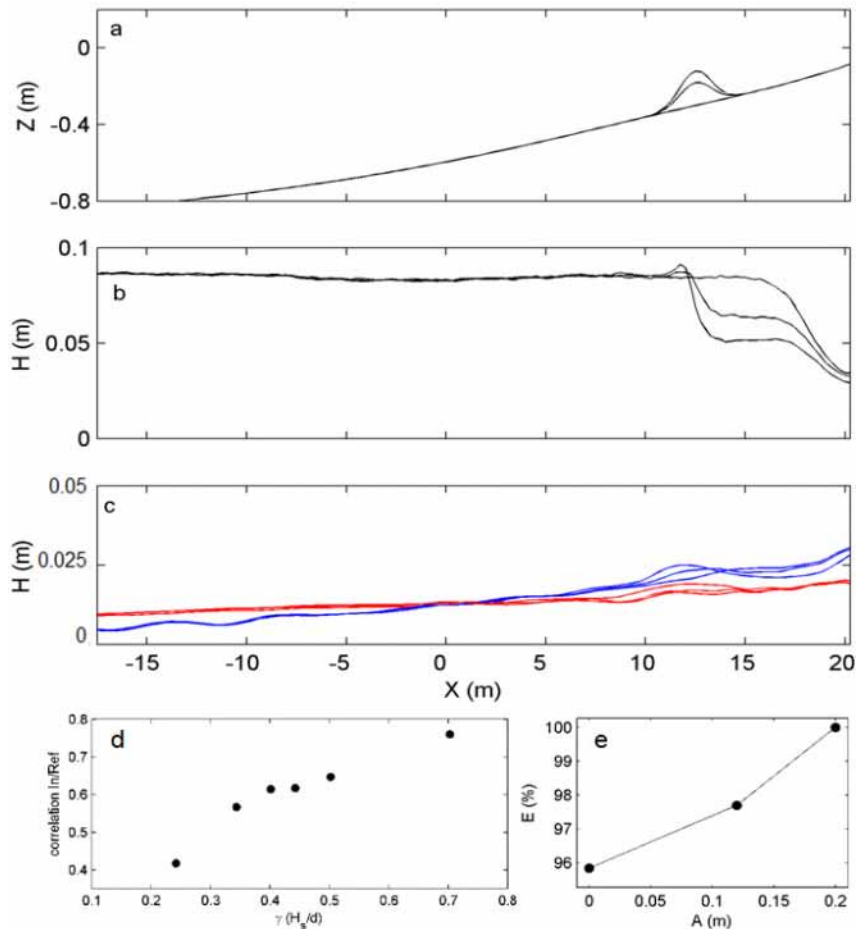 a
Z (m)
0
-0.4
-0.8
b
H (m)
0.1
0.05
0
c
H (m)
0.05
0.025
0
-15 -10 -5 0 5 10 15 20
X (m)
d
correlation In/Ref
0.8
0.7
0.6
0.5
0.4
0.1 0.2 0.3 0.4 0.5 0.6 0.7 0.8
γ (Hs/d)
e
E (%)
100
99
98
97
96
0 0.05 0.1 0.15 0.2
A (m)